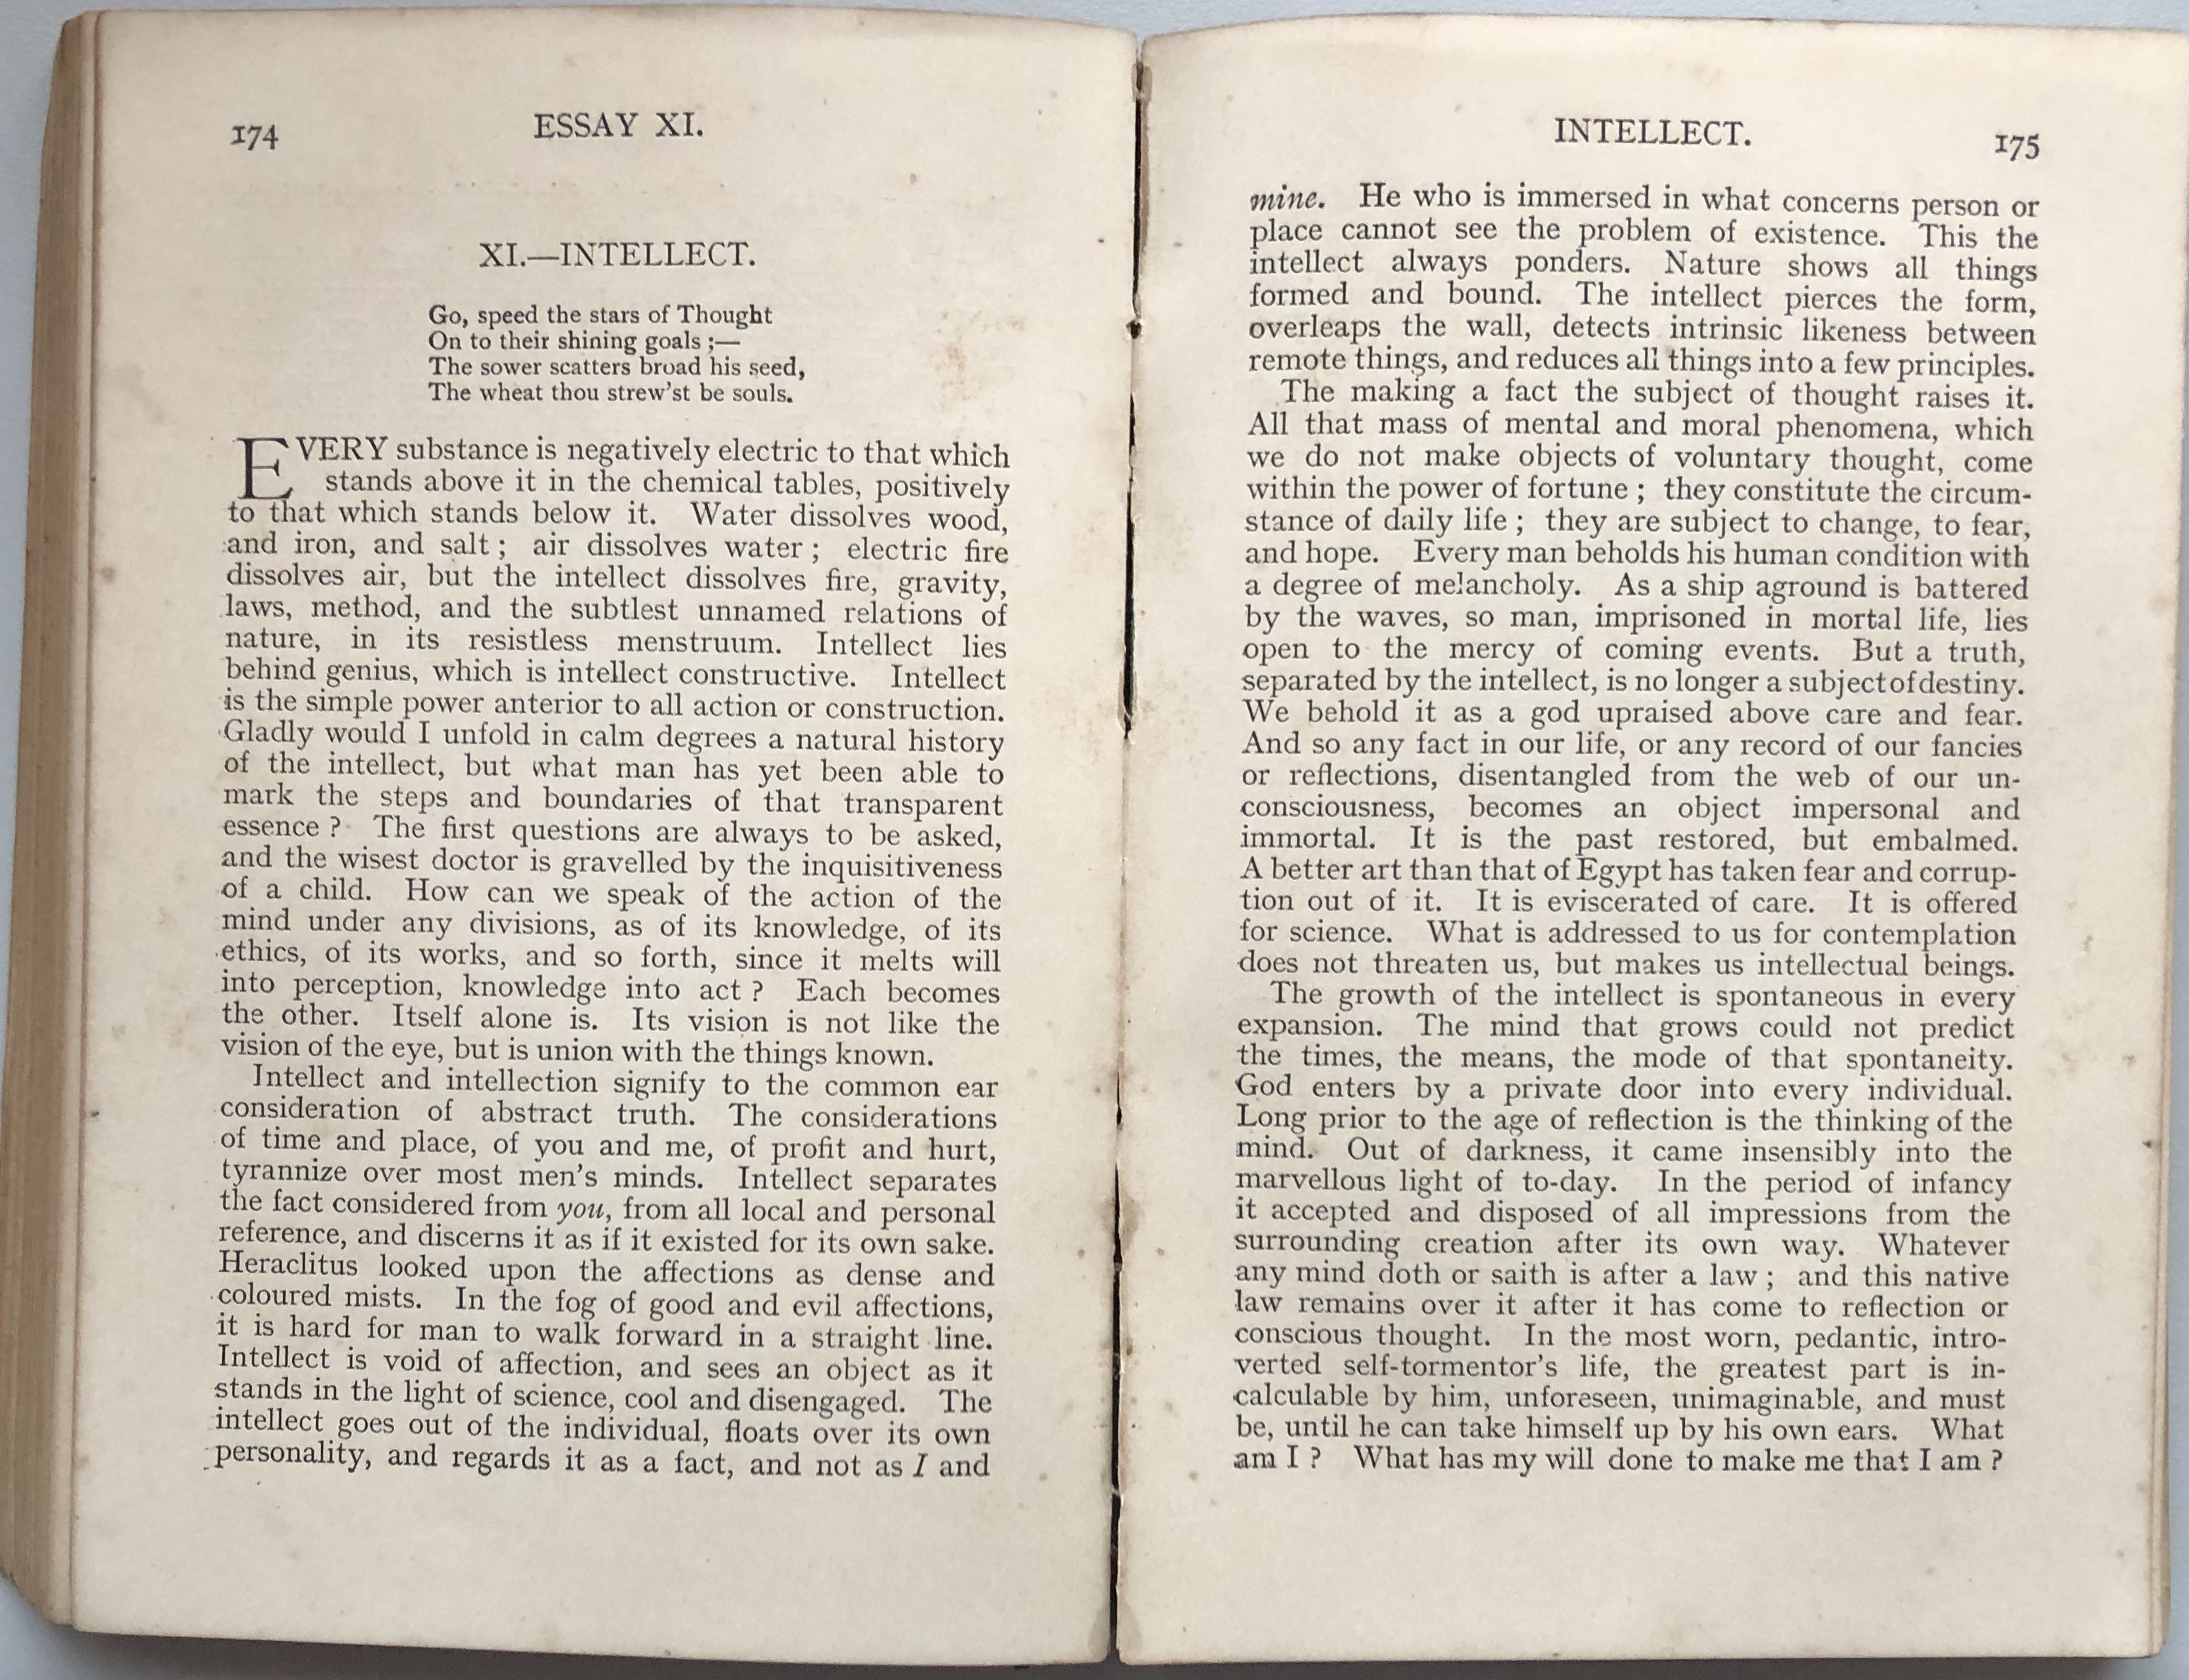 174
ESSAY XI.
XI.—INTELLECT.
Go, speed the stars of Thought
On to their shining goals ;—
The sower scatters broad his seed,
The wheat thou strew'st be souls.
EVERY substance is negatively electric to that which
stands above it in the chemical tables, positively
to that which stands below it. Water dissolves wood,
and iron, and salt ; air dissolves water ; electric fire
dissolves air, but the intellect dissolves fire, gravity,
laws, method, and the subtlest unnamed relations of
nature, in its resistless menstruum. Intellect lies
behind genius, which is intellect constructive. Intellect
is the simple power anterior to all action or construction.
Gladly would I unfold in calm degrees a natural history
of the intellect, but what man has yet been able to
mark the steps and boundaries of that transparent
essence ? The first questions are always to be asked,
and the wisest doctor is gravelled by the inquisitiveness
of a child. How can we speak of the action of the
mind under any divisions, as of its knowledge, of its
ethics, of its works, and so forth, since it melts will
into perception, knowledge into act ? Each becomes
the other. Itself alone is. Its vision is not like the
vision of the eye, but is union with the things known.
Intellect and intellection signify to the common ear
consideration of abstract truth. The considerations
of time and place, of you and me, of profit and hurt,
tyrannize over most men's minds. Intellect separates
the fact considered from you, from all local and personal
reference, and discerns it as if it existed for its own sake.
Heraclitus looked upon the affections as dense and
coloured mists. In the fog of good and evil affections,
it is hard for man to walk forward in a straight line.
Intellect is void of affection, and sees an object as it
stands in the light of science, cool and disengaged. The
intellect goes out of the individual, floats over its own
personality, and regards it as a fact, and not as I and
INTELLECT.
175
mine. He who is immersed in what concerns person or
place cannot see the problem of existence. This the
intellect always ponders. Nature shows all things
formed and bound. The intellect pierces the form,
overleaps the wall, detects intrinsic likeness between
remote things, and reduces all things into a few principles.
The making a fact the subject of thought raises it.
All that mass of mental and moral phenomena, which
we do not make objects of voluntary thought, come
within the power of fortune ; they constitute the circum-
stance of daily life ; they are subject to change, to fear,
and hope. Every man beholds his human condition with
a degree of melancholy. As a ship aground is battered
by the waves, so man, imprisoned in mortal life, lies
open to the mercy of coming events. But a truth,
separated by the intellect, is no longer a subject of destiny.
We behold it as a god upraised above care and fear.
And so any fact in our life, or any record of our fancies
or reflections, disentangled from the web of our un-
consciousness, becomes an object impersonal and
immortal. It is the past restored, but embalmed.
A better art than that of Egypt has taken fear and corrup-
tion out of it. It is eviscerated of care. It is offered
for science. What is addressed to us for contemplation
does not threaten us, but makes us intellectual beings.
The growth of the intellect is spontaneous in every
expansion. The mind that grows could not predict
the times, the means, the mode of that spontaneity.
God enters by a private door into every individual.
Long prior to the age of reflection is the thinking of the
mind. Out of darkness, it came insensibly into the
marvellous light of to-day. In the period of infancy
it accepted and disposed of all impressions from the
surrounding creation after its own way. Whatever
any mind doth or saith is after a law ; and this native
law remains over it after it has come to reflection or
conscious thought. In the most worn, pedantic, intro-
verted self-tormentor's life, the greatest part is in-
calculable by him, unforeseen, unimaginable, and must
be, until he can take himself up by his own ears. What
am I ? What has my will done to make me that I am ?